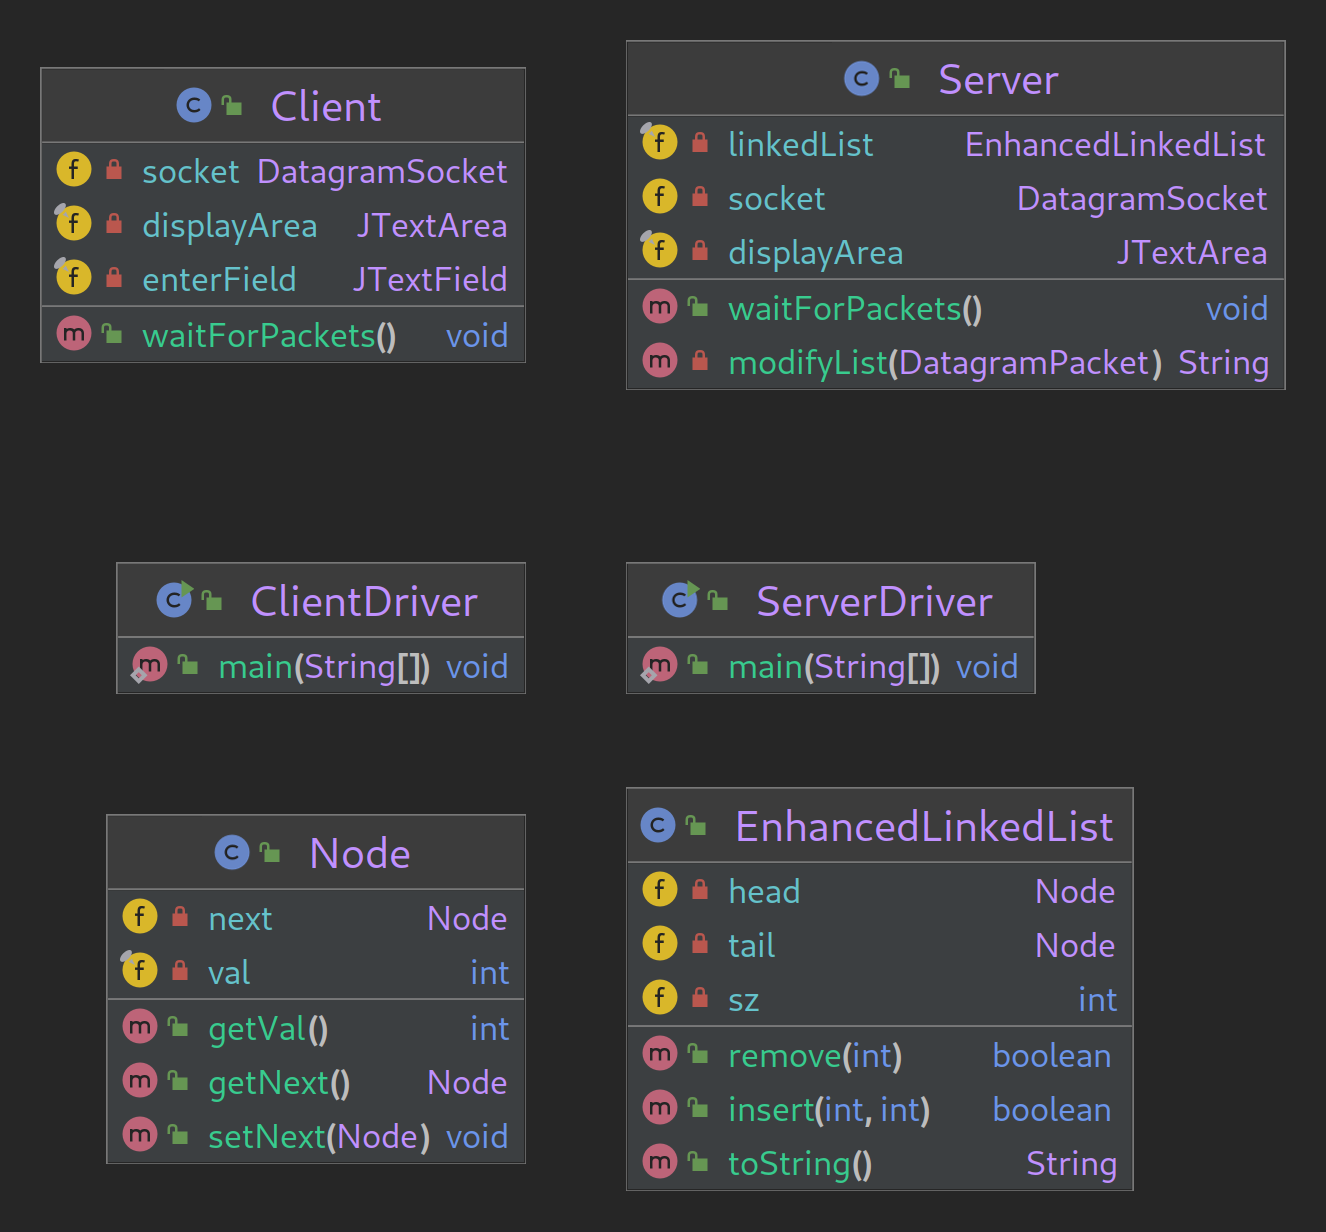 Client
socket DatagramSocket
displayArea JTextArea
enterField JTextField
waitForPackets() void
Server
linkedList EnhancedLinkedList
socket DatagramSocket
displayArea JTextArea
waitForPackets() void
modifyList(DatagramPacket) String
ClientDriver
main(String[]) void
ServerDriver
main(String[]) void
Node
next Node
val int
getVal() int
getNext() Node
setNext(Node) void
EnhancedLinkedList
head Node
tail Node
sz int
remove(int) boolean
insert(int, int) boolean
toString() String